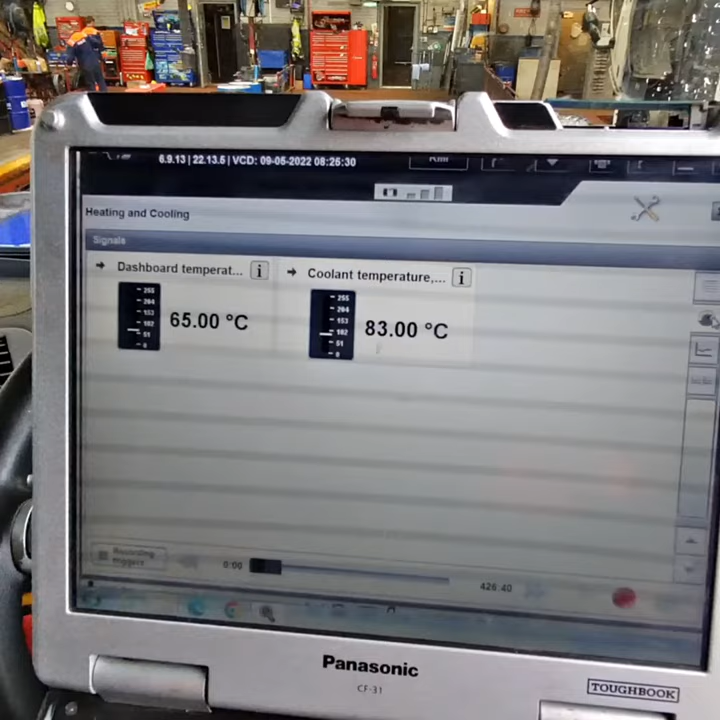 6.9.13 | 22.13.5 | VCD: 09-05-2022 08:25:30
Heating and Cooling
Signals
Dashboard temperat... i
Coolant temperature,... i
255
204
153
102
51
0
65.00 °C
255
204
153
102
51
0
83.00 °C
Recording
triggers
0:00
426.40
Panasonic
CF-31
TOUGHBOOK